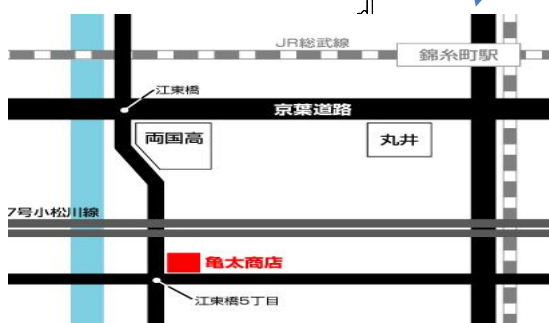 JR総武線
錦糸町駅
江東橋
京葉道路
両国高
丸井
7号小松川線
亀太商店
江東橋5丁目